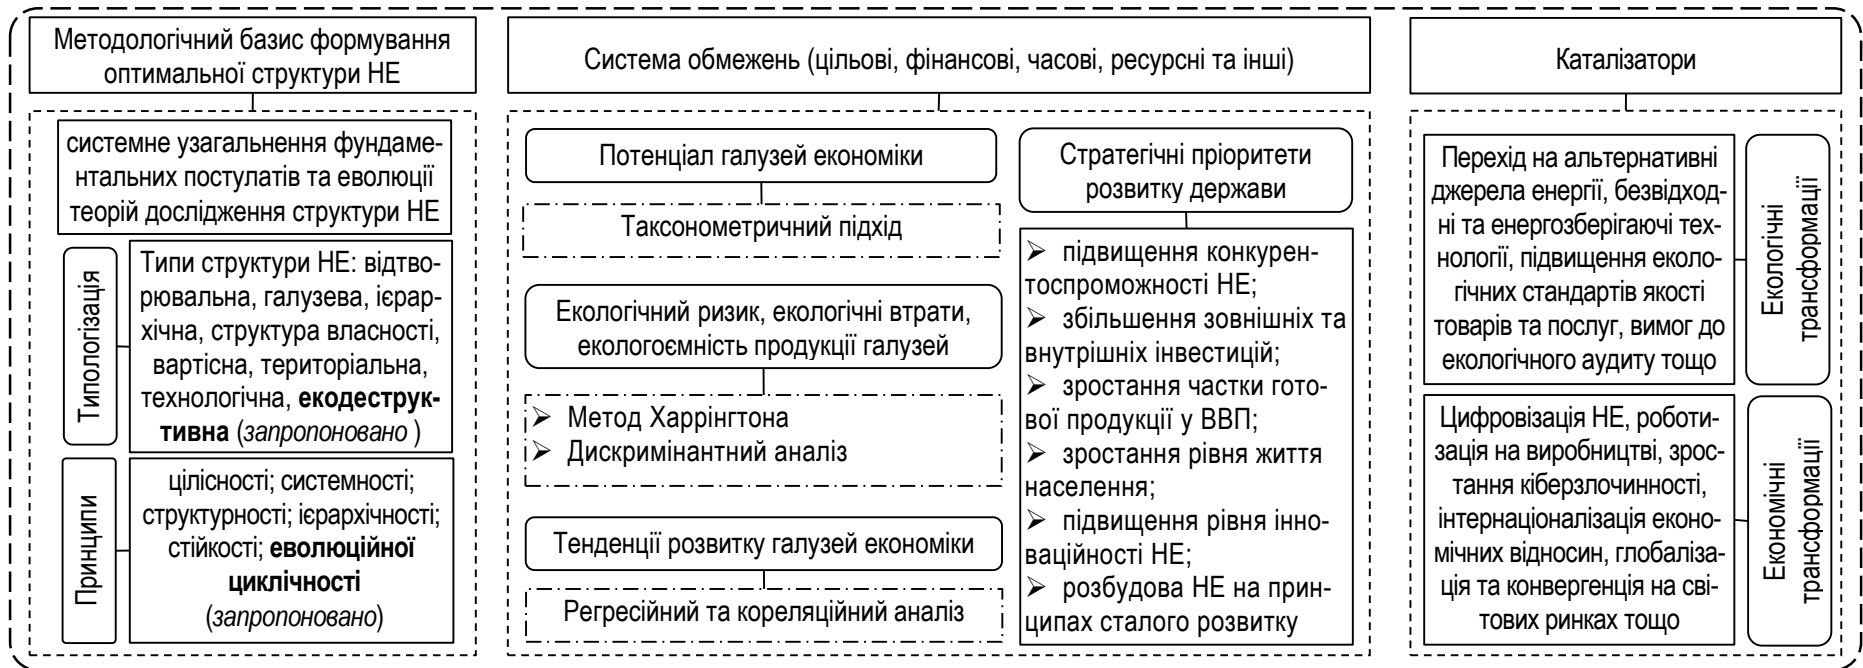 Методологічний базис формування
оптимальної структури НЕ
системне узагальнення фундаме-
нтальних постулатів та еволюції
теорій дослідження структури НЕ
Типологізація
Типи структури НЕ: відтво-
рювальна, галузева, ієрар-
хічна, структура власності,
вартісна, територіальна,
технологічна, екодеструк-
тивна (запропоновано )
Принципи
цілісності; системності;
структурності; ієрархічності;
стійкості; еволюційної
циклічності
(запропоновано)
Система обмежень (цільові, фінансові, часові, ресурсні та інші)
Потенціал галузей економіки
Таксонометричний підхід
Екологічний ризик, екологічні втрати,
екологоємність продукції галузей
➢ Метод Харрінгтона
➢ Дискримінантний аналіз
Тенденції розвитку галузей економіки
Регресійний та кореляційний аналіз
Стратегічні пріоритети
розвитку держави
➢ підвищення конкурен-
тоспроможності НЕ;
➢ збільшення зовнішніх та
внутрішніх інвестицій;
➢ зростання частки гото-
вої продукції у ВВП;
➢ зростання рівня життя
населення;
➢ підвищення рівня інно-
ваційності НЕ;
➢ розбудова НЕ на прин-
ципах сталого розвитку
Каталізатори
Перехід на альтернативні
джерела енергії, безвідход-
ні та енергозберігаючі тех-
нології, підвищення еколо-
гічних стандартів якості
товарів та послуг, вимог до
екологічного аудиту тощо
Екологічні
трансформації
Цифровізація НЕ, роботи-
зація на виробництві, зрос-
тання кіберзлочинності,
інтернаціоналізація еконо-
мічних відносин, глобаліза-
ція та конвергенція на сві-
тових ринках тощо
Економічні
трансформації